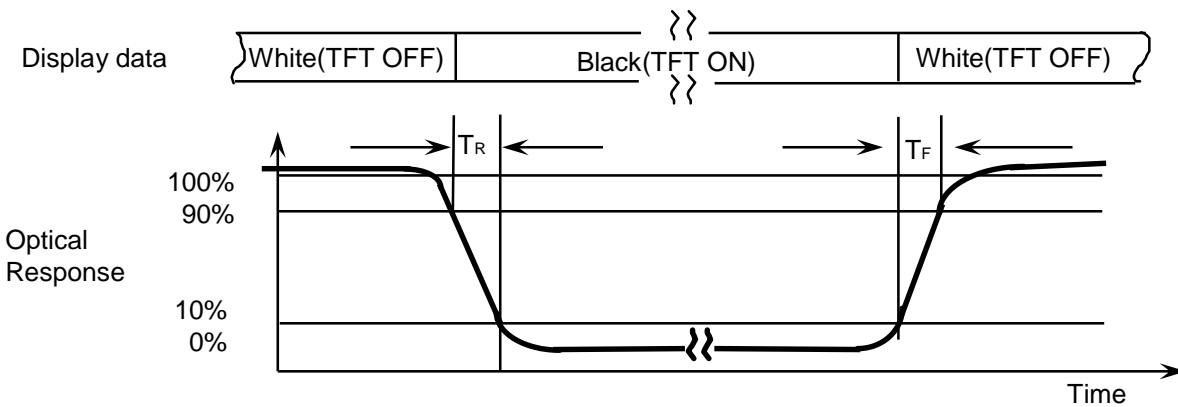 Display data
White(TFT OFF)
Black(TFT ON)
White(TFT OFF)
TR
TF
100%
90%
Optical
Response
10%
0%
Time